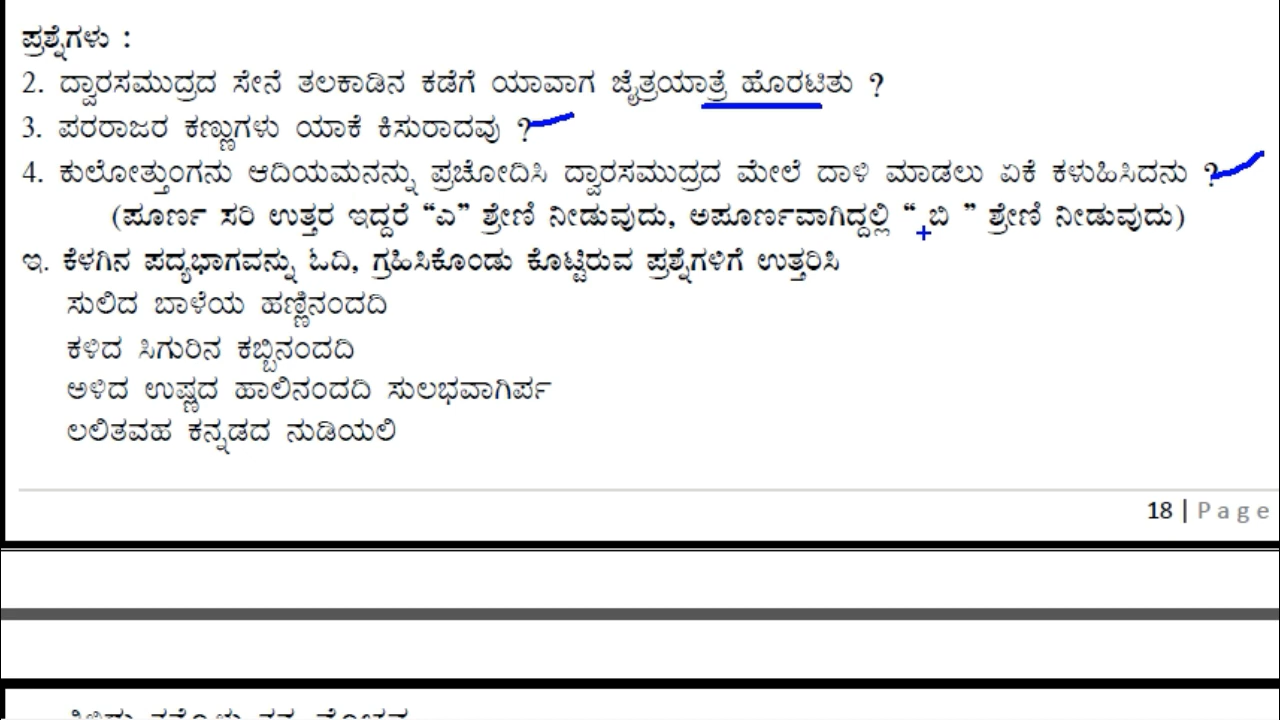 ಪ್ರಶ್ನೆಗಳು :
2. ದ್ವಾರಸಮುದ್ರದ ಸೇನೆ ತಲಕಾಡಿನ ಕಡೆಗೆ ಯಾವಾಗ ಜೈತ್ರಯಾತ್ರೆ ಹೊರಟಿತು ?
3. ಪರರಾಜರ ಕಣ್ಣುಗಳು ಯಾಕೆ ಕಿಸುರಾದವು ?
4. ಕುಲೋತ್ತುಂಗನು ಆದಿಯಮನನ್ನು ಪ್ರಚೋದಿಸಿ ದ್ವಾರಸಮುದ್ರದ ಮೇಲೆ ದಾಳಿ ಮಾಡಲು ಏಕೆ ಕಳುಹಿಸಿದನು ?
(ಪೂರ್ಣ ಸರಿ ಉತ್ತರ ಇದ್ದರೆ “ಎ” ಶ್ರೇಣಿ ನೀಡುವುದು, ಅಪೂರ್ಣವಾಗಿದ್ದಲ್ಲಿ “ ಬಿ ” ಶ್ರೇಣಿ ನೀಡುವುದು)
ಇ. ಕೆಳಗಿನ ಪದ್ಯಭಾಗವನ್ನು ಓದಿ, ಗ್ರಹಿಸಿಕೊಂಡು ಕೊಟ್ಟಿರುವ ಪ್ರಶ್ನೆಗಳಿಗೆ ಉತ್ತರಿಸಿ
ಸುಲಿದ ಬಾಳೆಯ ಹಣ್ಣಿನಂದದಿ
ಕಳಿದ ಸಿಗುರಿನ ಕಬ್ಬಿನಂದದಿ
ಅಳಿದ ಉಷ್ಣದ ಹಾಲಿನಂದದಿ ಸುಲಭವಾಗಿರ್ಪ
ಲಲಿತವಹ ಕನ್ನಡದ ನುಡಿಯಲಿ
18 | Page